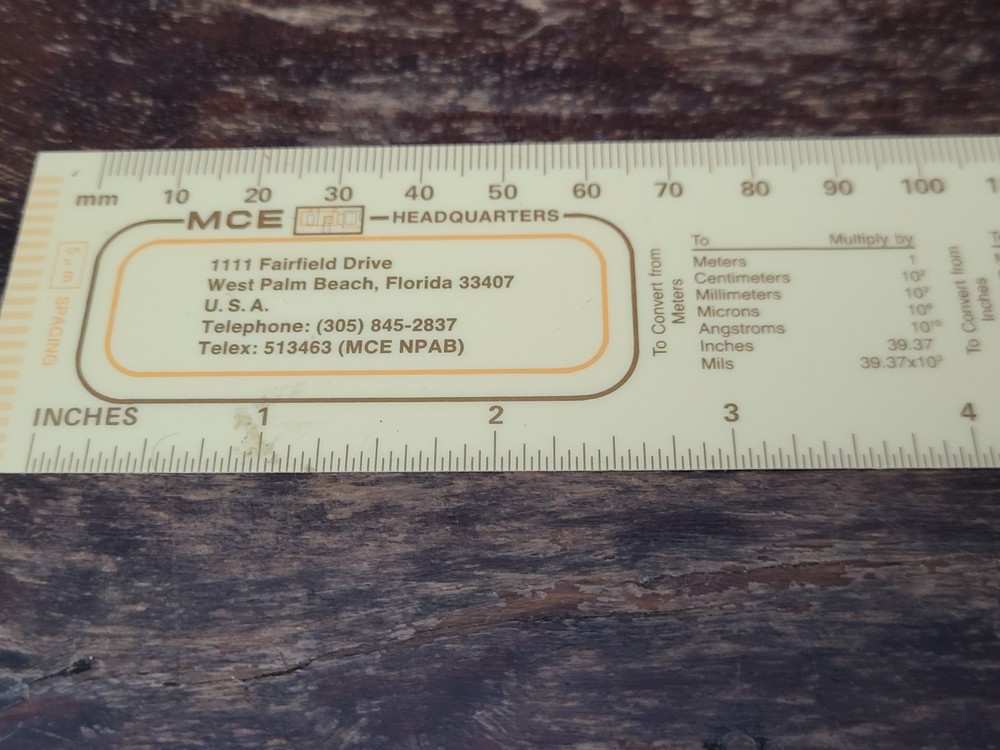 mm 10 20 30 40 50 60 70 80 90 100
MCE HEADQUARTERS
1111 Fairfield Drive
West Palm Beach, Florida 33407
U. S. A.
Telephone: (305) 845-2837
Telex: 513463 (MCE NPAB)
5 μm SPACING
To Convert from
Meters
To Multiply by
Meters 1
Centimeters 10²
Millimeters 10³
Microns 10⁶
Angstroms 10¹⁰
Inches 39.37
Mils 39.37x10³
To Convert from
Inches
INCHES 1 2 3 4